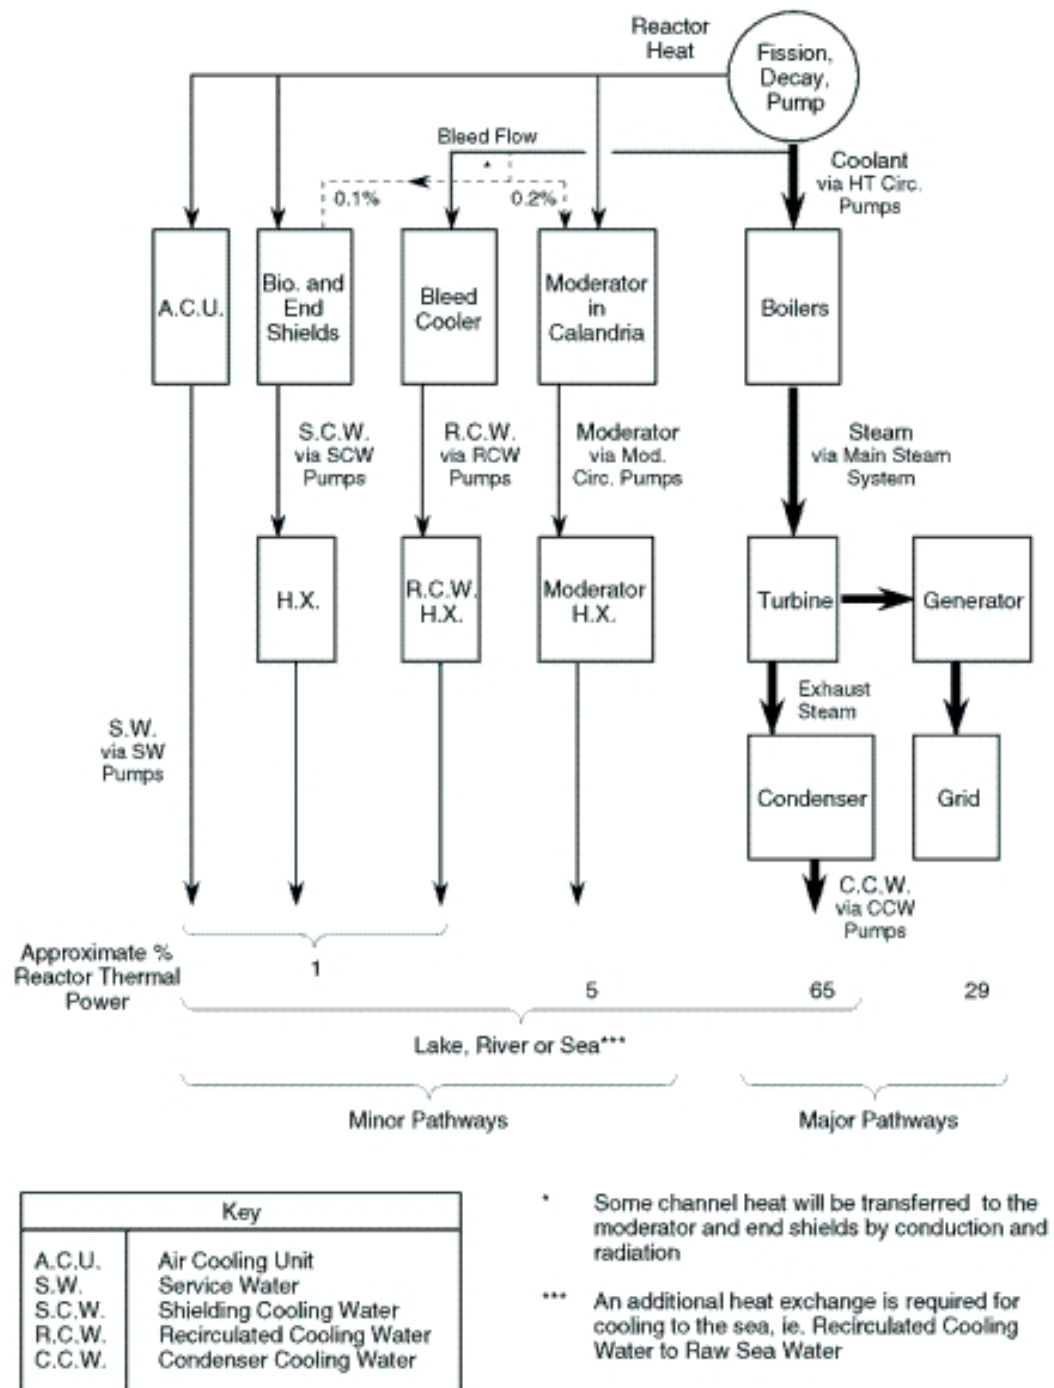 Reactor
Heat
Fission,
Decay,
Pump
Bleed Flow
*
0.1%
0.2%
Coolant
via HT Circ.
Pumps
A.C.U.
Bio. and
End
Shields
Bleed
Cooler
Moderator
in
Calandria
Boilers
S.C.W.
via SCW
Pumps
R.C.W.
via RCW
Pumps
Moderator
via Mod.
Circ. Pumps
Steam
via Main Steam
System
H.X.
R.C.W.
H.X.
Moderator
H.X.
Turbine
Generator
S.W.
via SW
Pumps
Exhaust
Steam
Condenser
Grid
C.C.W.
via CCW
Pumps
Approximate %
Reactor Thermal
Power
1
5
65
29
Lake, River or Sea***
Minor Pathways
Major Pathways
Key
A.C.U. Air Cooling Unit
S.W. Service Water
S.C.W. Shielding Cooling Water
R.C.W. Recirculated Cooling Water
C.C.W. Condenser Cooling Water
* Some channel heat will be transferred to the
moderator and end shields by conduction and
radiation
*** An additional heat exchange is required for
cooling to the sea, ie. Recirculated Cooling
Water to Raw Sea Water